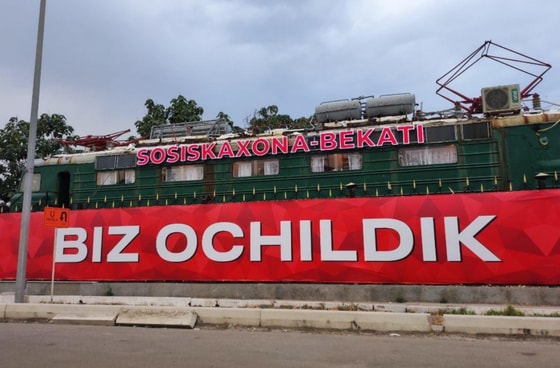 SOSISKAXONA-BEKATI
BIZ OCHILDIK